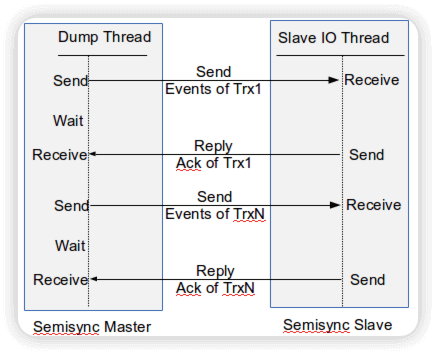 Dump Thread
Slave IO Thread
Send
Send
Events of Trx1
Receive
Wait
Receive
Reply
Ack of Trx1
Send
Send
Send
Events of TrxN
Receive
Wait
Receive
Reply
Ack of TrxN
Send
Semisync Master
Semisync Slave